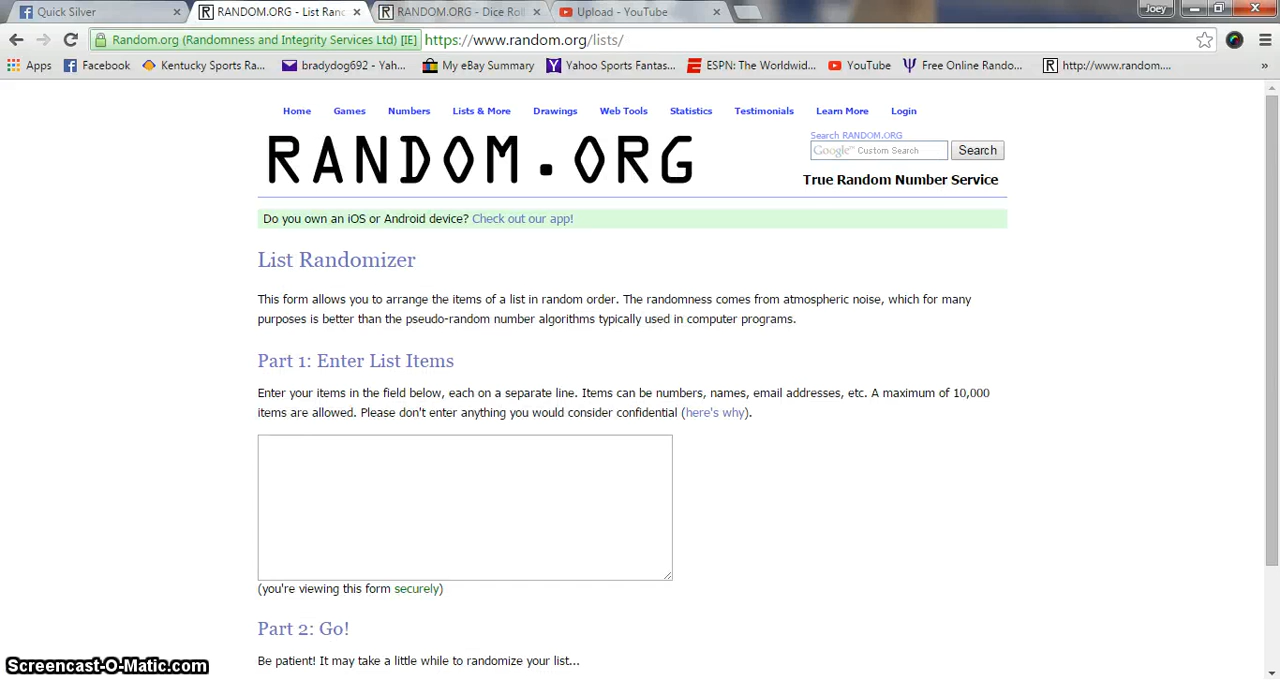 Quick Silver
RANDOM.ORG - List Ranc
RANDOM.ORG - Dice Roll
Upload - YouTube
Joey
Random.org (Randomness and Integrity Services Ltd) [IE]
https://www.random.org/lists/
Apps
Facebook
Kentucky Sports Ra...
bradydog692 - Yah...
My eBay Summary
Yahoo Sports Fantas...
ESPN: The Worldwid...
YouTube
Free Online Rando...
http://www.random....
»
Home
Games
Numbers
Lists & More
Drawings
Web Tools
Statistics
Testimonials
Learn More
Login
RANDOM.ORG
Search RANDOM.ORG
Google™ Custom Search
Search
True Random Number Service
Do you own an iOS or Android device? Check out our app!
List Randomizer
This form allows you to arrange the items of a list in random order. The randomness comes from atmospheric noise, which for many
purposes is better than the pseudo-random number algorithms typically used in computer programs.
Part 1: Enter List Items
Enter your items in the field below, each on a separate line. Items can be numbers, names, email addresses, etc. A maximum of 10,000
items are allowed. Please don't enter anything you would consider confidential (here's why).
(you're viewing this form securely)
Part 2: Go!
Be patient! It may take a little while to randomize your list...
Screencast-O-Matic.com